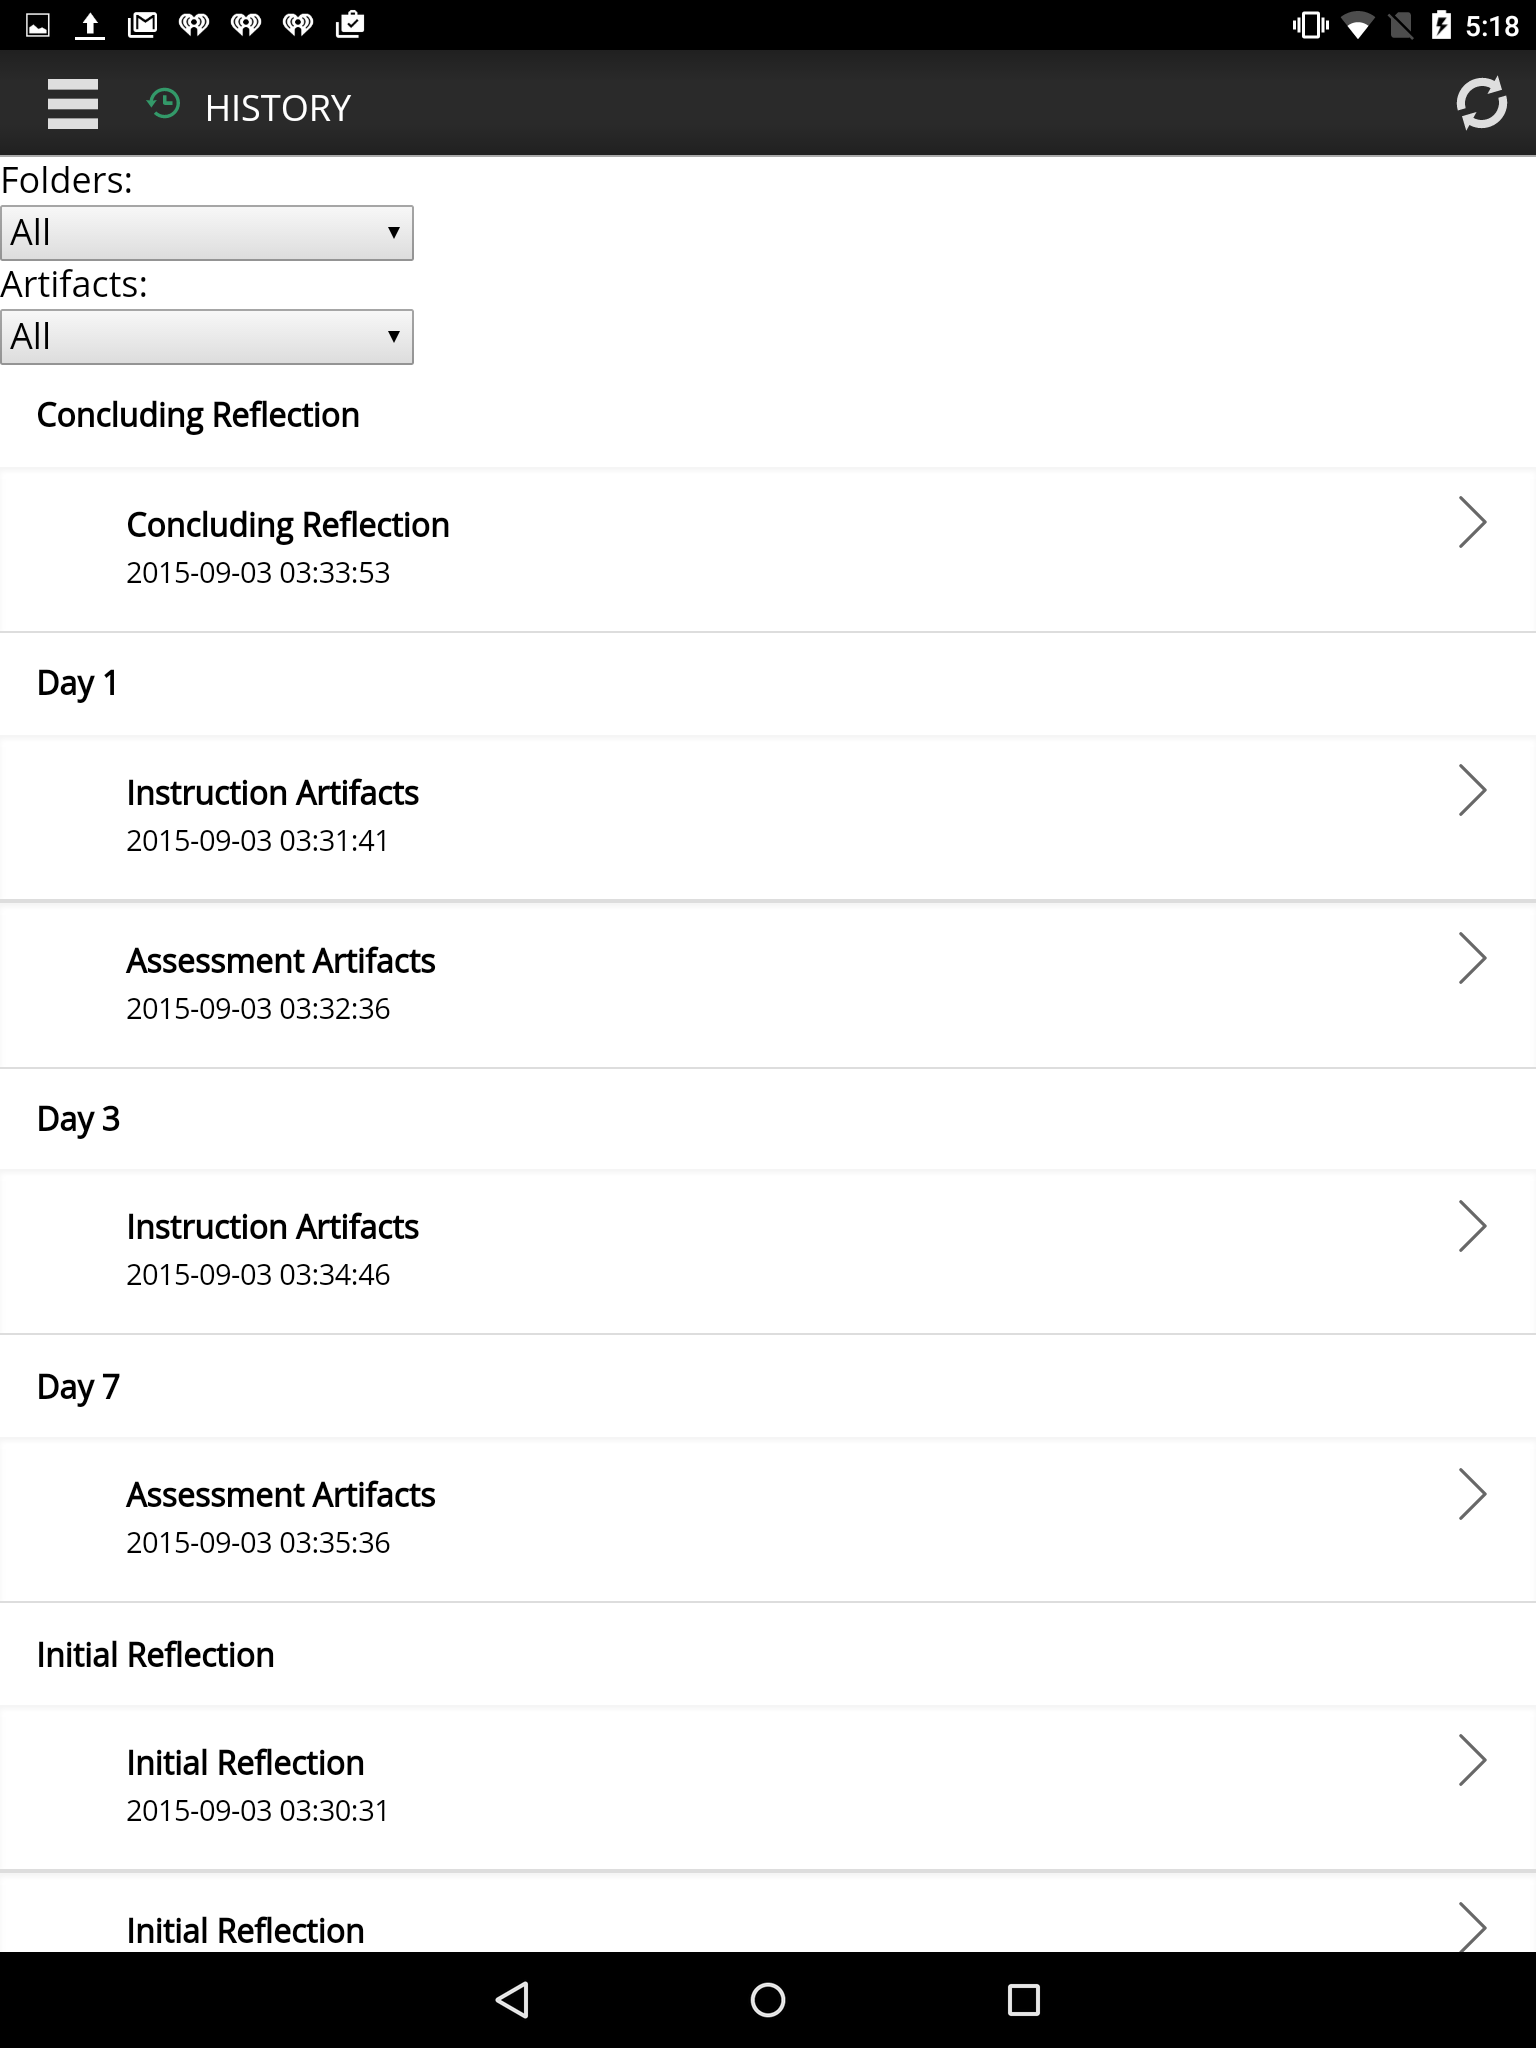 5:18
HISTORY
Folders:
All
Artifacts:
All
Concluding Reflection
Concluding Reflection
2015-09-03 03:33:53
Day 1
Instruction Artifacts
2015-09-03 03:31:41
Assessment Artifacts
2015-09-03 03:32:36
Day 3
Instruction Artifacts
2015-09-03 03:34:46
Day 7
Assessment Artifacts
2015-09-03 03:35:36
Initial Reflection
Initial Reflection
2015-09-03 03:30:31
Initial Reflection